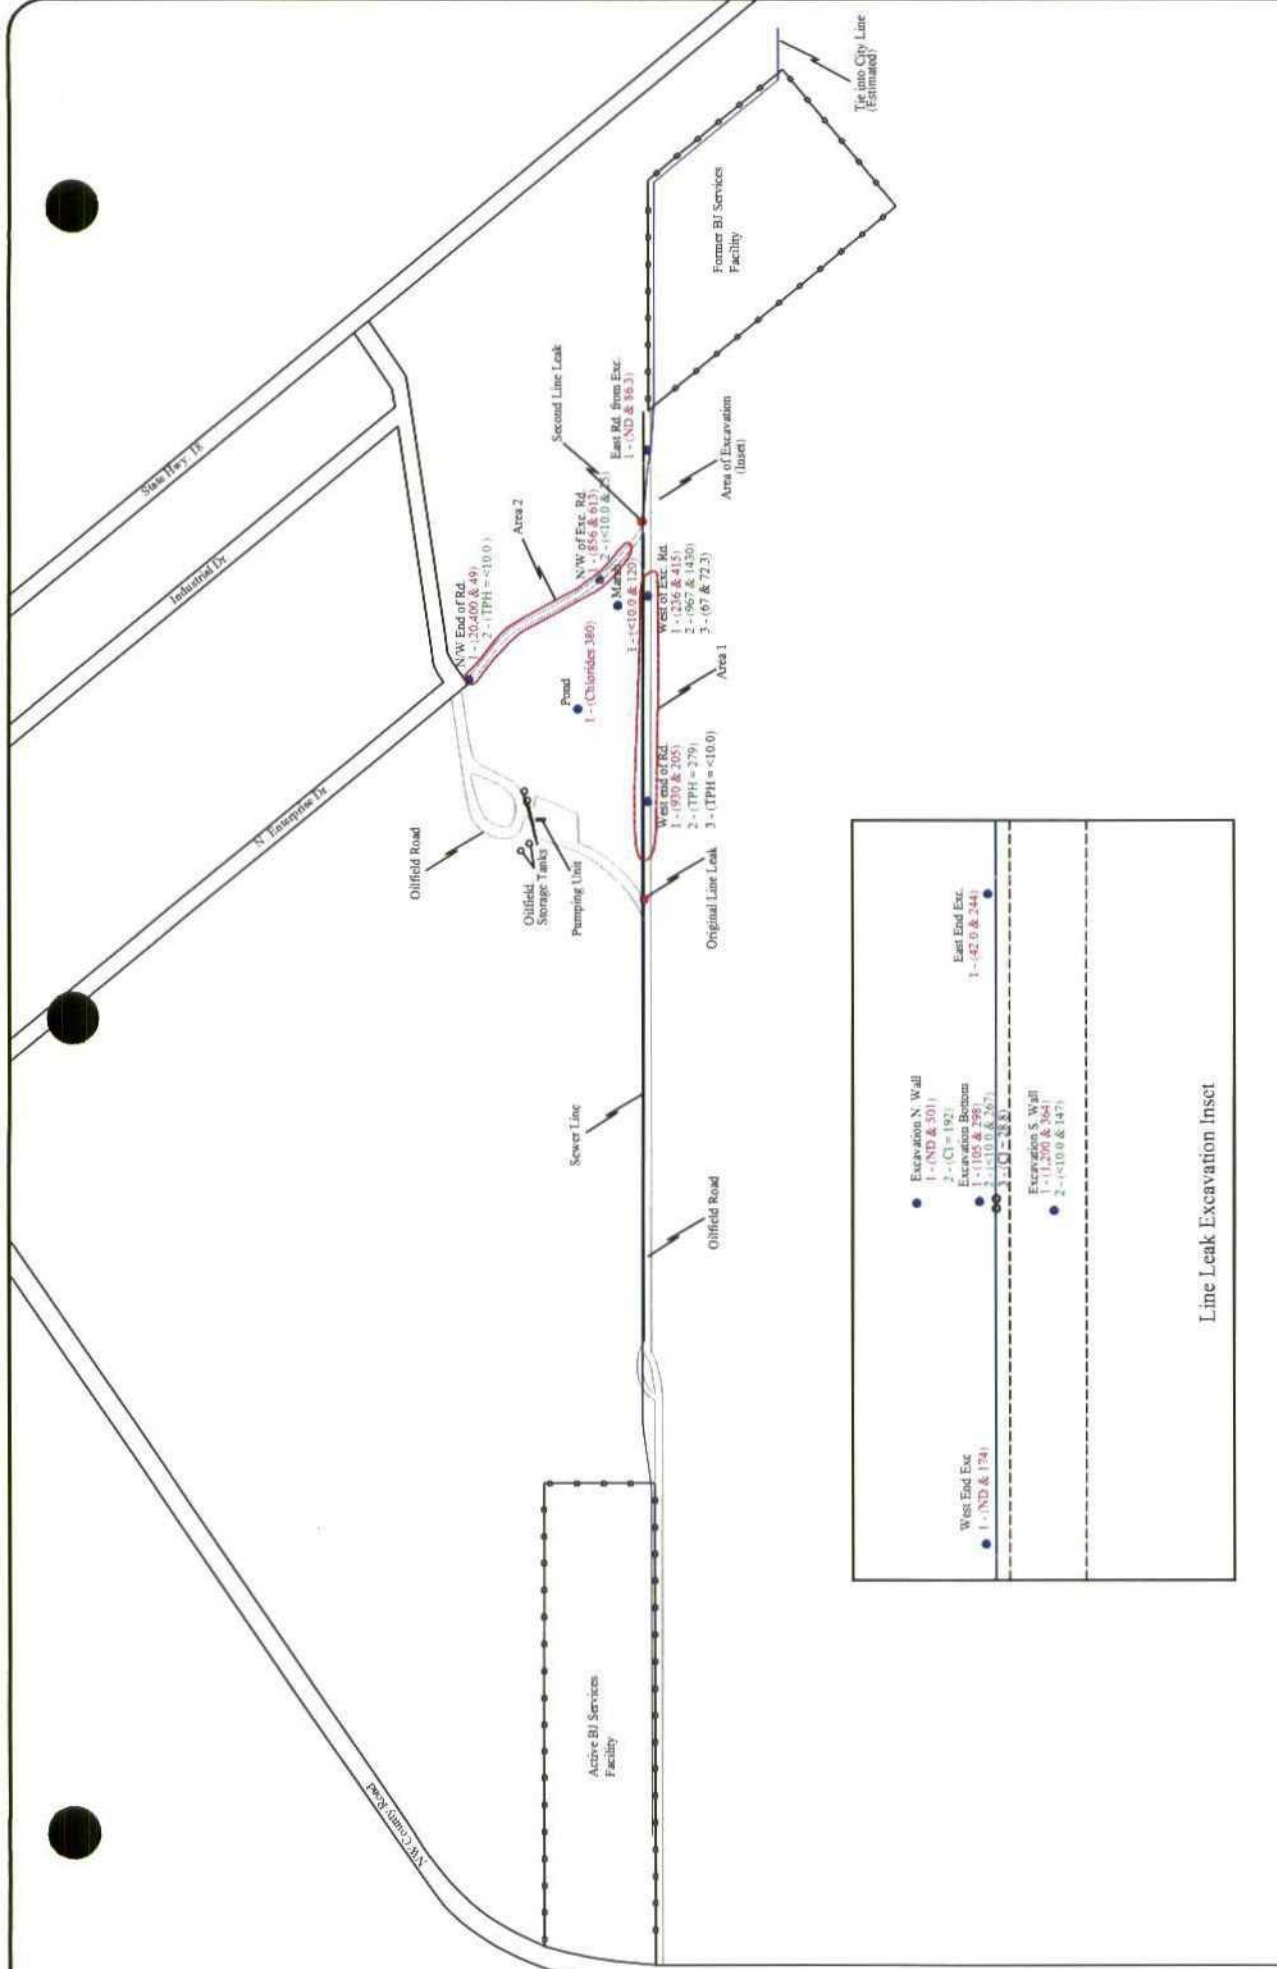 State Hwy. 18
Industrial Dr
N. Enterprise Dr
NW County Road
Tie into City Line
(Estimated)
Former BJ Services
Facility
Second Line Leak
East Rd. from Exc.
1 - (ND & 86.3)
Area of Excavation
(Inset)
Area 2
N/W of Exc. Rd.
1 - (856 & 613)
2 - (<10.0 & 25)
N/W End of Rd.
1 - (20,400 & 49)
2 - (TPH = <10.0 )
1 - (<10.0 & 120)
West of Exc. Rd.
1 - (236 & 415)
2 - (967 & 1430)
3 - (67 & 72.3)
Pond
1 - (Chlorides 380)
Area 1
West end of Rd.
1 - (930 & 205)
2 - (TPH = 279)
3 - (TPH = <10.0)
Oilfield Road
Oilfield
Storage Tanks
Pumping Unit
Original Line Leak
Sewer Line
Oilfield Road
Active BJ Services
Facility
East End Exc.
1 - (42.0 & 244)
Excavation N. Wall
1 - (ND & 501)
2 - (Cl = 192)
Excavation Bottom
1 - (105 & 298)
2 - (<10.0 & 267)
3 - (Cl = 28.8)
Excavation S. Wall
1 - (1,200 & 364)
2 - (<10.0 & 147)
West End Exc
1 - (ND & 174)
Line Leak Excavation Inset